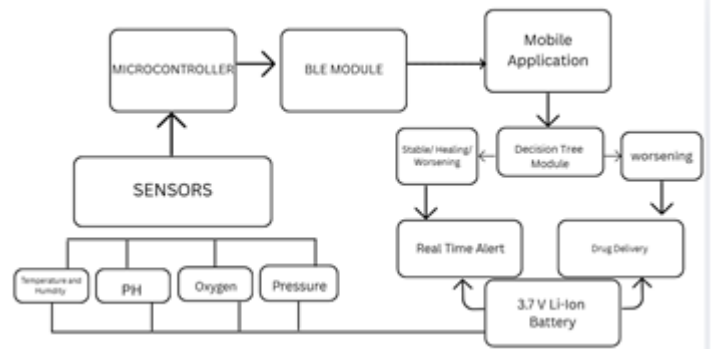 Mobile
Application
MICROCONTROLLER
BLE MODULE
Stable/ Healing/
Worsening
Decision Tree
Module
worsening
SENSORS
Real Time Alert
Drug Delivery
Temperature and
Humidity
PH
Oxygen
Pressure
3.7 V Li-Ion
Battery